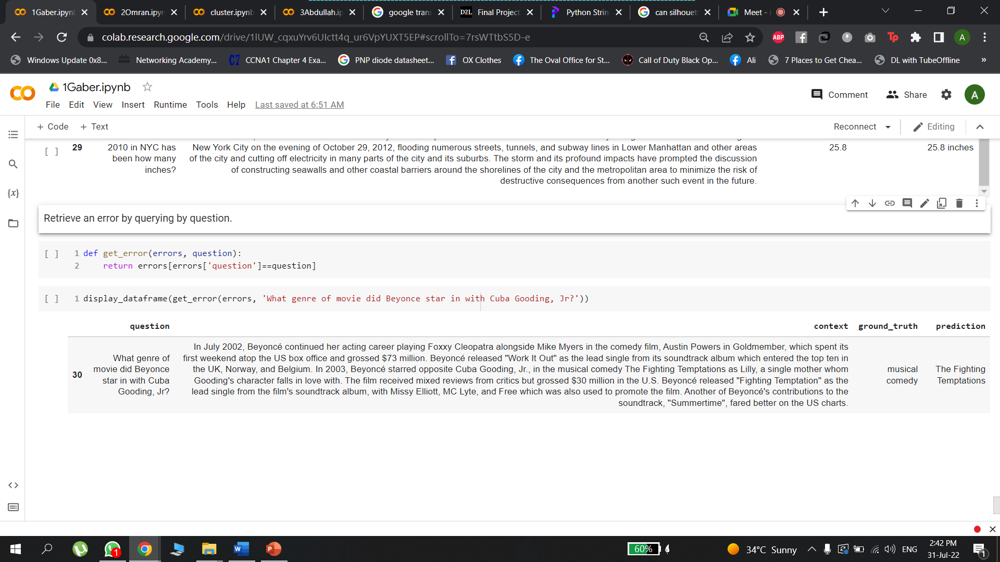 1Gaber.ipyn
2Omran.ipyn
cluster.ipynb
3Abdullah.ip
google trans
D2L Final Project
Python Strin
can silhouet
Meet -
colab.research.google.com/drive/1lUW_cqxuYrv6UIctt4q_ur6VpYUXT5EP#scrollTo=7rsWTtbS5D-e
ABP
Tp
A
Windows Update 0x8...
Networking Academy...
C7 CCNA1 Chapter 4 Exa...
PNP diode datasheet...
OX Clothes
The Oval Office for St...
Call of Duty Black Op...
Ali
7 Places to Get Chea...
DL with TubeOffline
»
1Gaber.ipynb
Comment
Share
A
File Edit View Insert Runtime Tools Help Last saved at 6:51 AM
+ Code + Text
Reconnect
Editing
[ ] 29 2010 in NYC has New York City on the evening of October 29, 2012, flooding numerous streets, tunnels, and subway lines in Lower Manhattan and other areas 25.8 25.8 inches
been how many of the city and cutting off electricity in many parts of the city and its suburbs. The storm and its profound impacts have prompted the discussion
inches? of constructing seawalls and other coastal barriers around the shorelines of the city and the metropolitan area to minimize the risk of
destructive consequences from another such event in the future.
{x}
Retrieve an error by querying by question.
[ ] 1 def get_error(errors, question):
2 return errors[errors['question']==question]
[ ] 1 display_dataframe(get_error(errors, 'What genre of movie did Beyonce star in with Cuba Gooding, Jr?'))
question context ground_truth prediction
30
What genre of
movie did Beyonce
star in with Cuba
Gooding, Jr?
In July 2002, Beyoncé continued her acting career playing Foxxy Cleopatra alongside Mike Myers in the comedy film, Austin Powers in Goldmember, which spent its
first weekend atop the US box office and grossed $73 million. Beyoncé released "Work It Out" as the lead single from its soundtrack album which entered the top ten in
the UK, Norway, and Belgium. In 2003, Beyoncé starred opposite Cuba Gooding, Jr., in the musical comedy The Fighting Temptations as Lilly, a single mother whom
Gooding's character falls in love with. The film received mixed reviews from critics but grossed $30 million in the U.S. Beyoncé released "Fighting Temptation" as the
lead single from the film's soundtrack album, with Missy Elliott, MC Lyte, and Free which was also used to promote the film. Another of Beyoncé's contributions to the
soundtrack, "Summertime", fared better on the US charts.
musical
comedy
The Fighting
Temptations
60%
34°C Sunny
ENG
2:42 PM
31-Jul-22
1